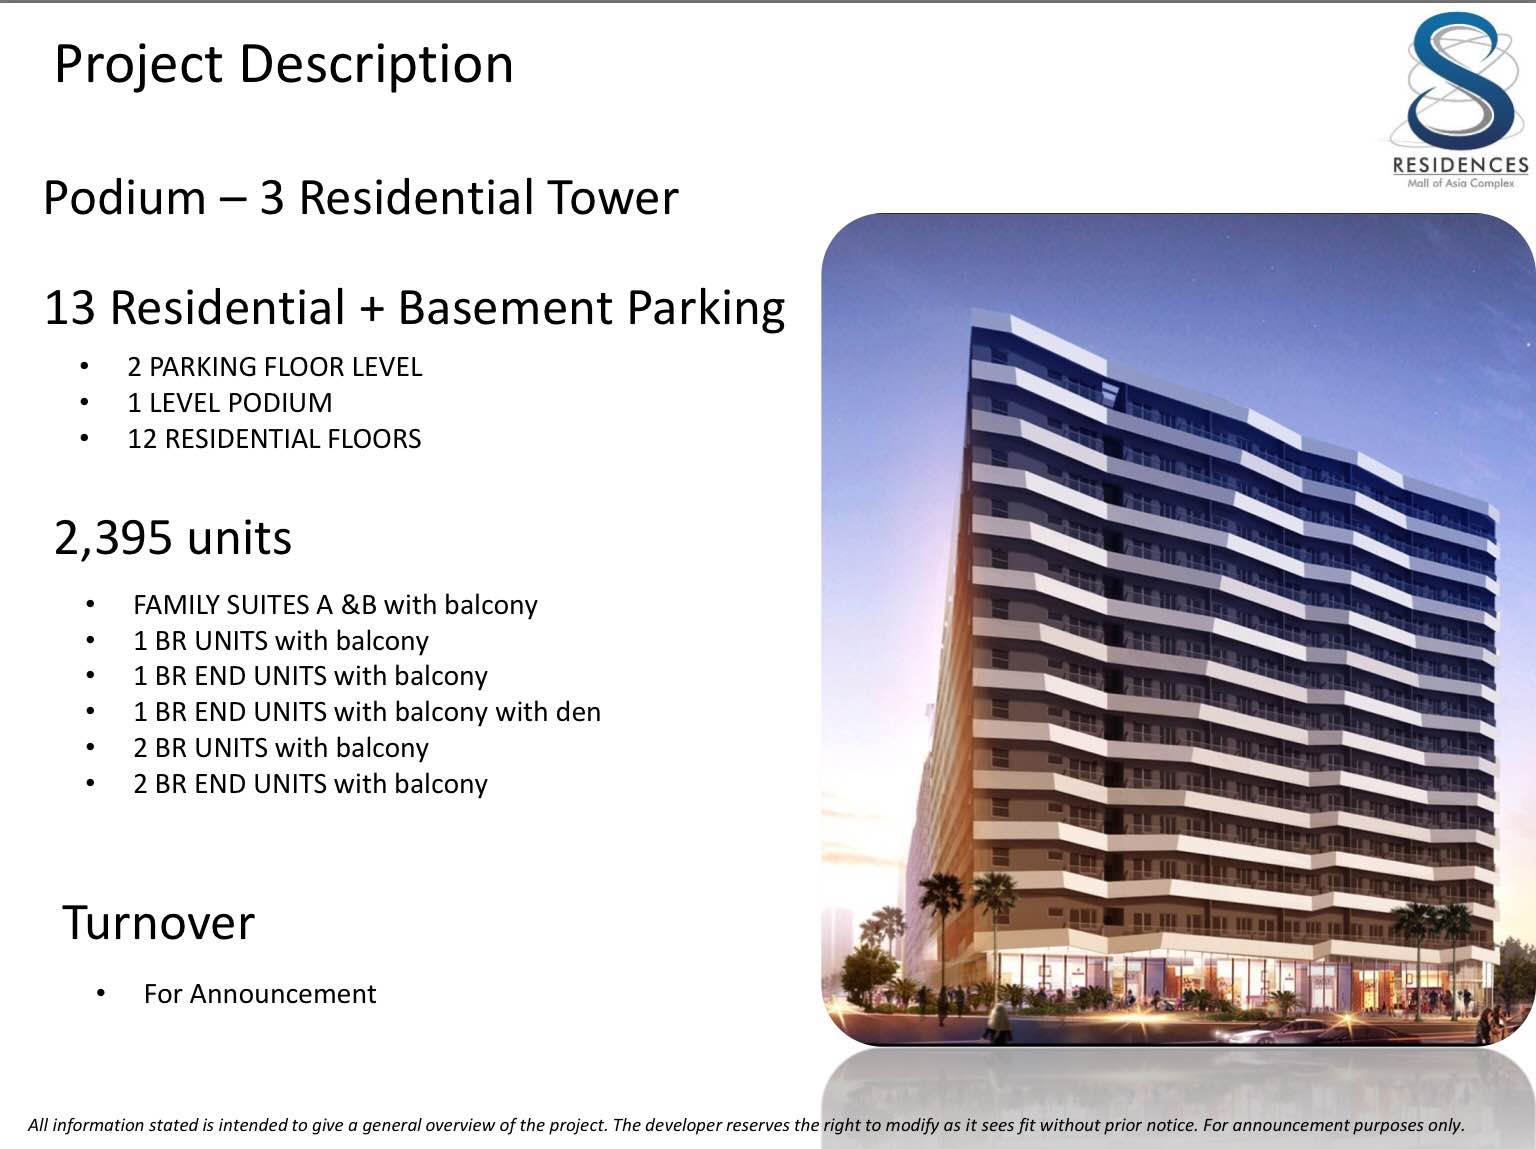 Project Description
S
RESIDENCES
Mall of Asia Complex
Podium – 3 Residential Tower
13 Residential + Basement Parking
• 2 PARKING FLOOR LEVEL
• 1 LEVEL PODIUM
• 12 RESIDENTIAL FLOORS
2,395 units
• FAMILY SUITES A &B with balcony
• 1 BR UNITS with balcony
• 1 BR END UNITS with balcony
• 1 BR END UNITS with balcony with den
• 2 BR UNITS with balcony
• 2 BR END UNITS with balcony
Turnover
• For Announcement
All information stated is intended to give a general overview of the project. The developer reserves the right to modify as it sees fit without prior notice. For announcement purposes only.